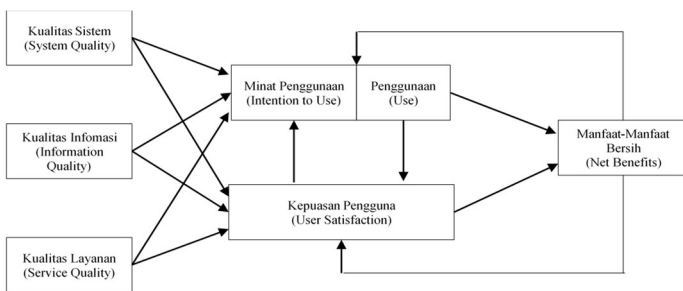 Kualitas Sistem
(System Quality)
Minat Penggunaan
(Intention to Use)
Penggunaan
(Use)
Kualitas Infomasi
(Information
Quality)
Manfaat-Manfaat
Bersih
(Net Benefits)
Kepuasan Pengguna
(User Satisfaction)
Kualitas Layanan
(Service Quality)